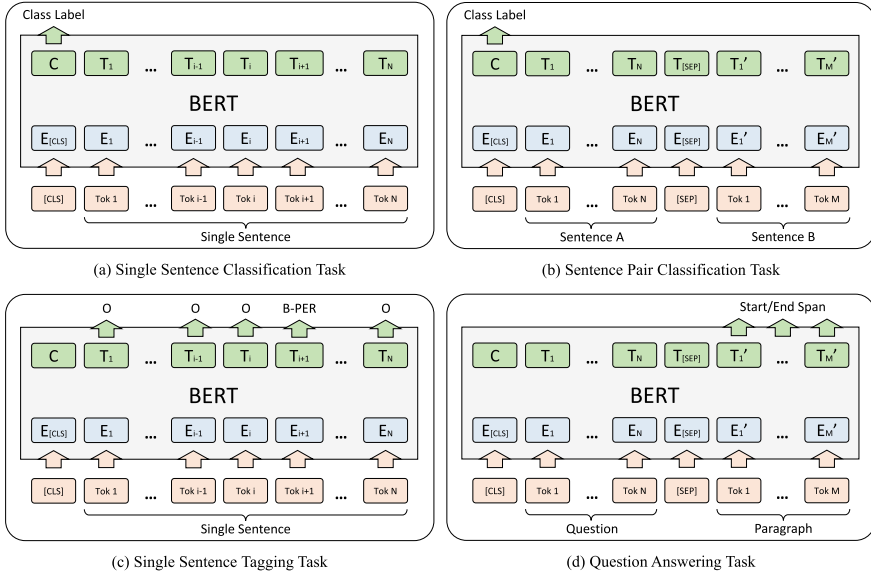 Class Label
C T1 ... Ti-1 Ti Ti+1 ... TN
BERT
E[CLS] E1 ... Ei-1 Ei Ei+1 ... EN
[CLS] Tok 1 ... Tok i-1 Tok i Tok i+1 ... Tok N
Single Sentence
(a) Single Sentence Classification Task
Class Label
C T1 ... TN T[SEP] T1’ ... TM’
BERT
E[CLS] E1 ... EN E[SEP] E1’ ... EM’
[CLS] Tok 1 ... Tok N [SEP] Tok 1 ... Tok M
Sentence A Sentence B
(b) Sentence Pair Classification Task
O O O B-PER O
C T1 ... Ti-1 Ti Ti+1 ... TN
BERT
E[CLS] E1 ... Ei-1 Ei Ei+1 ... EN
[CLS] Tok 1 ... Tok i-1 Tok i Tok i+1 ... Tok N
Single Sentence
(c) Single Sentence Tagging Task
Start/End Span
C T1 ... TN T[SEP] T1’ ... TM’
BERT
E[CLS] E1 ... EN E[SEP] E1’ ... EM’
[CLS] Tok 1 ... Tok N [SEP] Tok 1 ... Tok M
Question Paragraph
(d) Question Answering Task